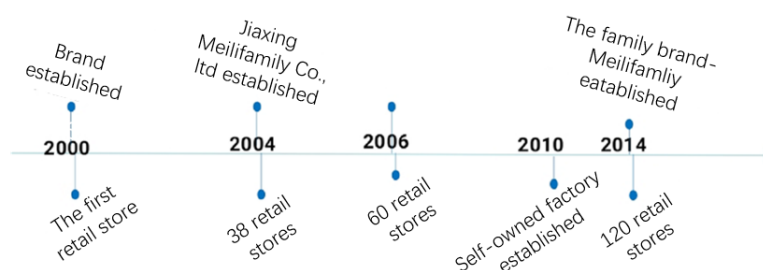 Brand
established
Jiaxing
Meilifamily Co.,
ltd established
The family brand-
Meilifamliy
eatablished
2000
2004
2006
2010
2014
The first
retail store
38 retail
stores
60 retail
stores
Self-owned factory
established
120 retail
stores